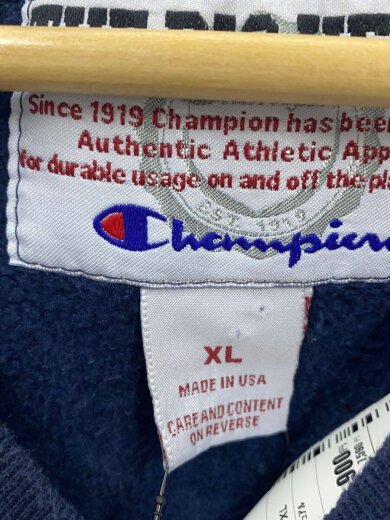 Since 1919 Champion has been
Authentic Athletic App
for durable usage on and off the pla
EST. 1919
Champion
XL
MADE IN USA
CARE AND CONTENT
ON REVERSE